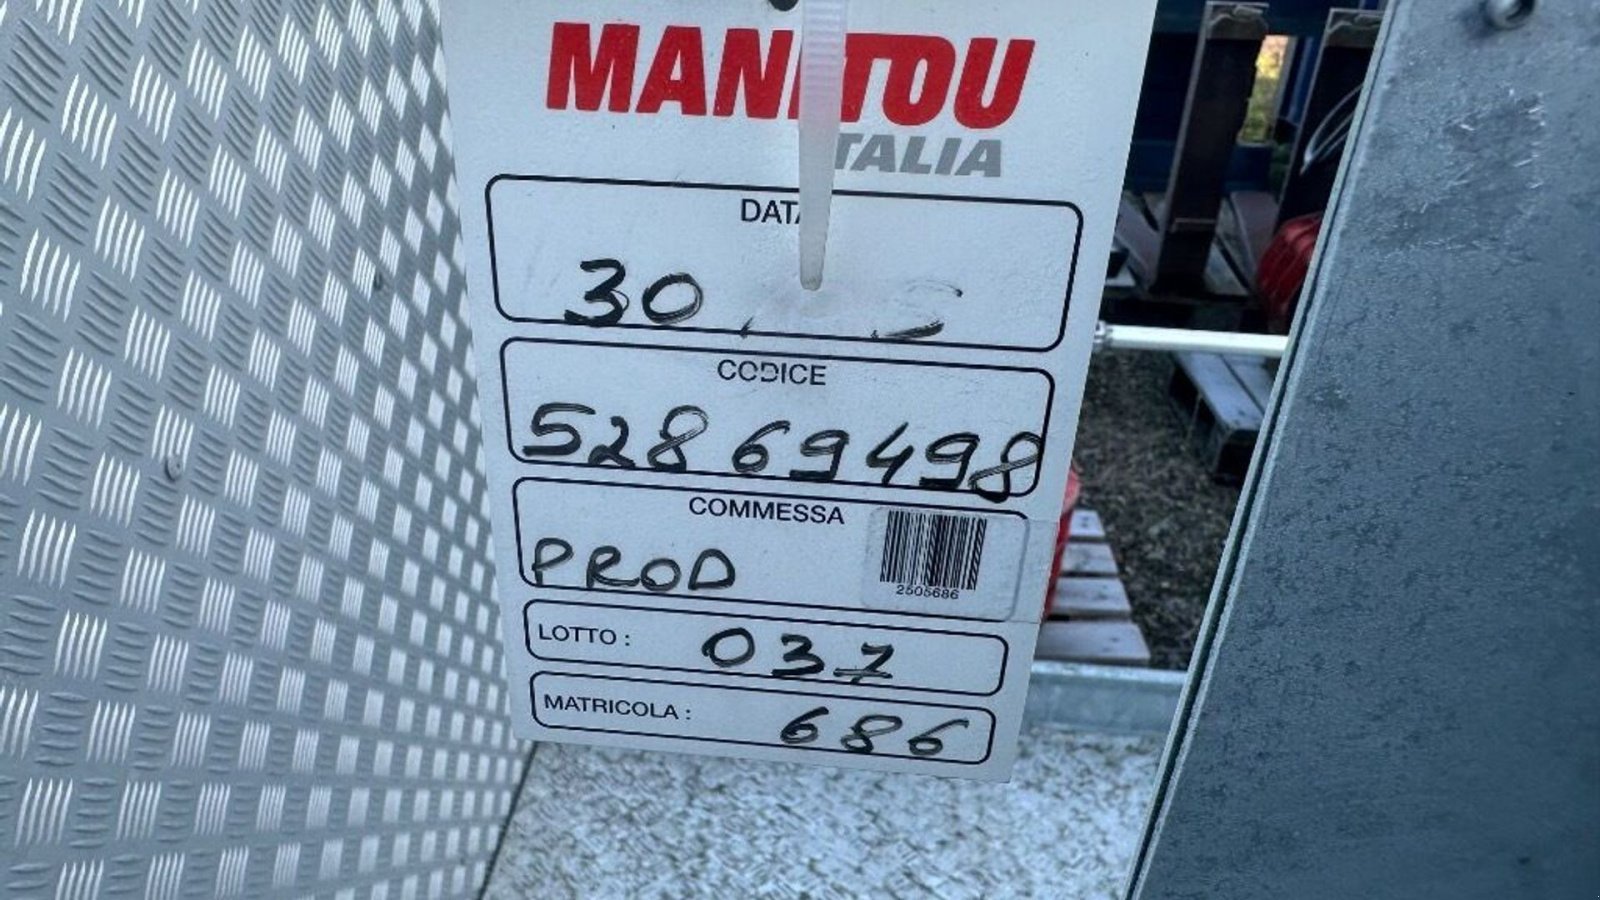 MANITOU
ITALIA
DATA
30
CODICE
52869498
COMMESSA
PROD
2505686
LOTTO : 037
MATRICOLA : 686